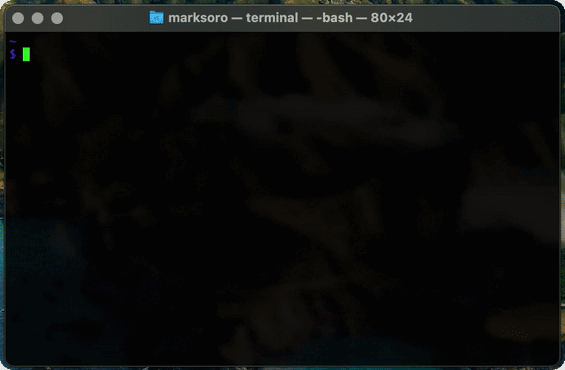 marksoro — terminal — -bash — 80×24
~
$